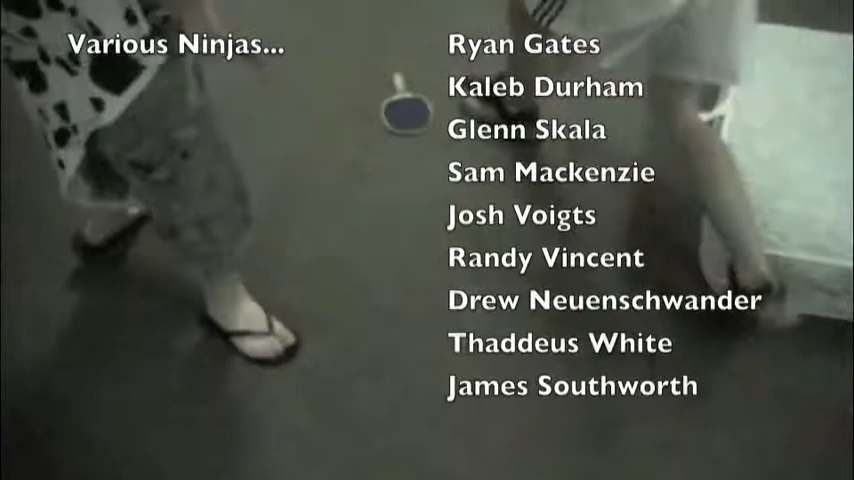 Various Ninjas...
Ryan Gates
Kaleb Durham
Glenn Skala
Sam Mackenzie
Josh Voigts
Randy Vincent
Drew Neuenschwander
Thaddeus White
James Southworth